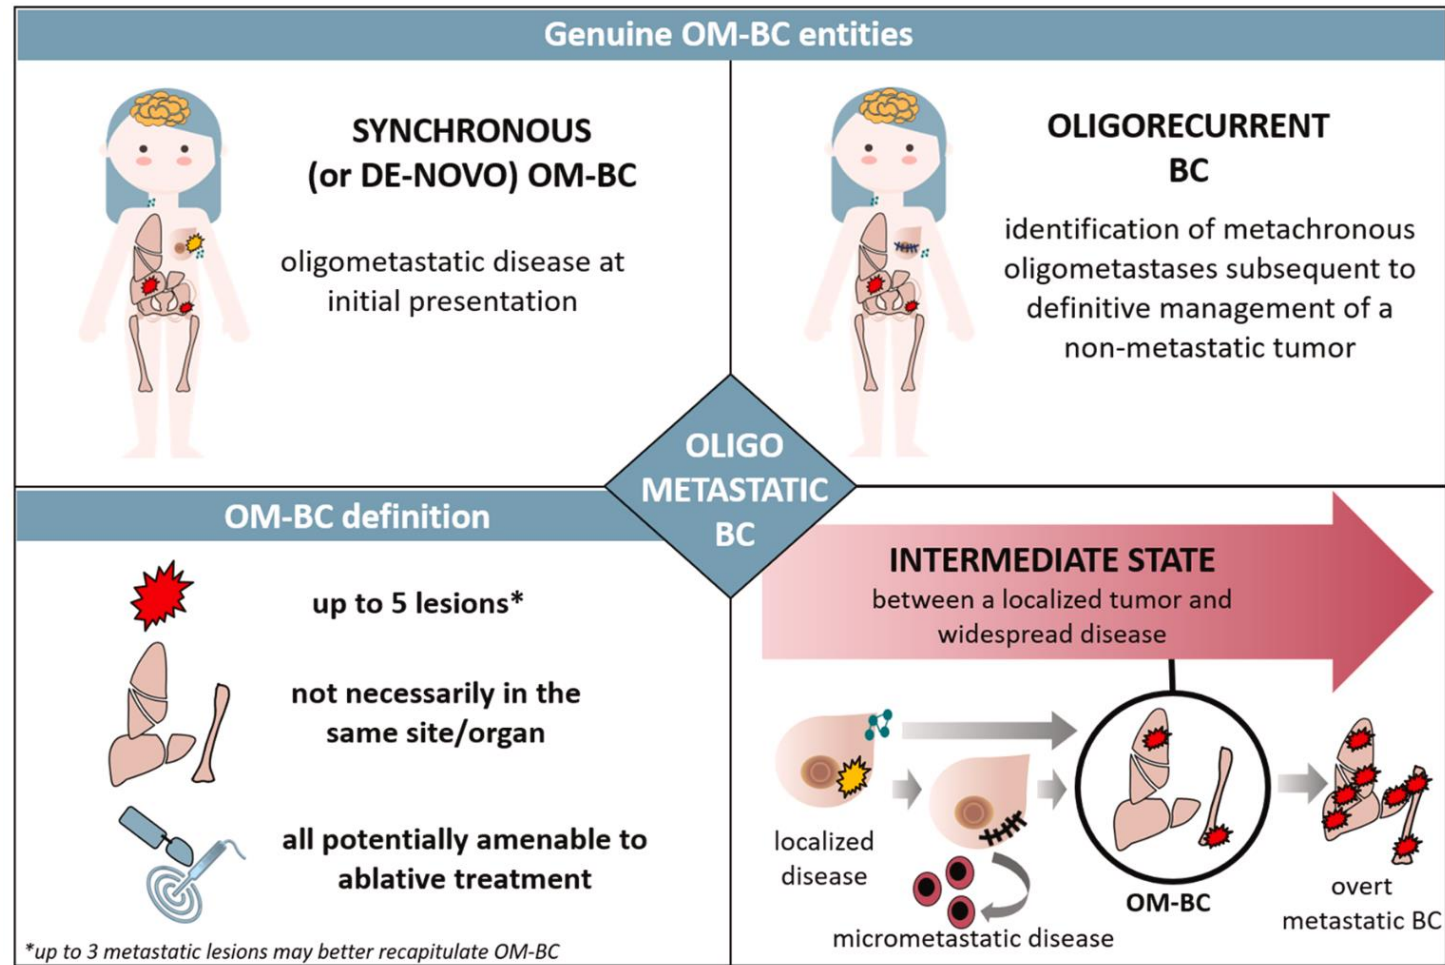 Genuine OM-BC entities
SYNCHRONOUS
(or DE-NOVO) OM-BC
oligometastatic disease at
initial presentation
OLIGORECURRENT
BC
identification of metachronous
oligometastases subsequent to
definitive management of a
non-metastatic tumor
OLIGO
METASTATIC
BC
OM-BC definition
up to 5 lesions*
not necessarily in the
same site/organ
all potentially amenable to
ablative treatment
*up to 3 metastatic lesions may better recapitulate OM-BC
INTERMEDIATE STATE
between a localized tumor and
widespread disease
localized
disease
micrometastatic disease
OM-BC
overt
metastatic BC